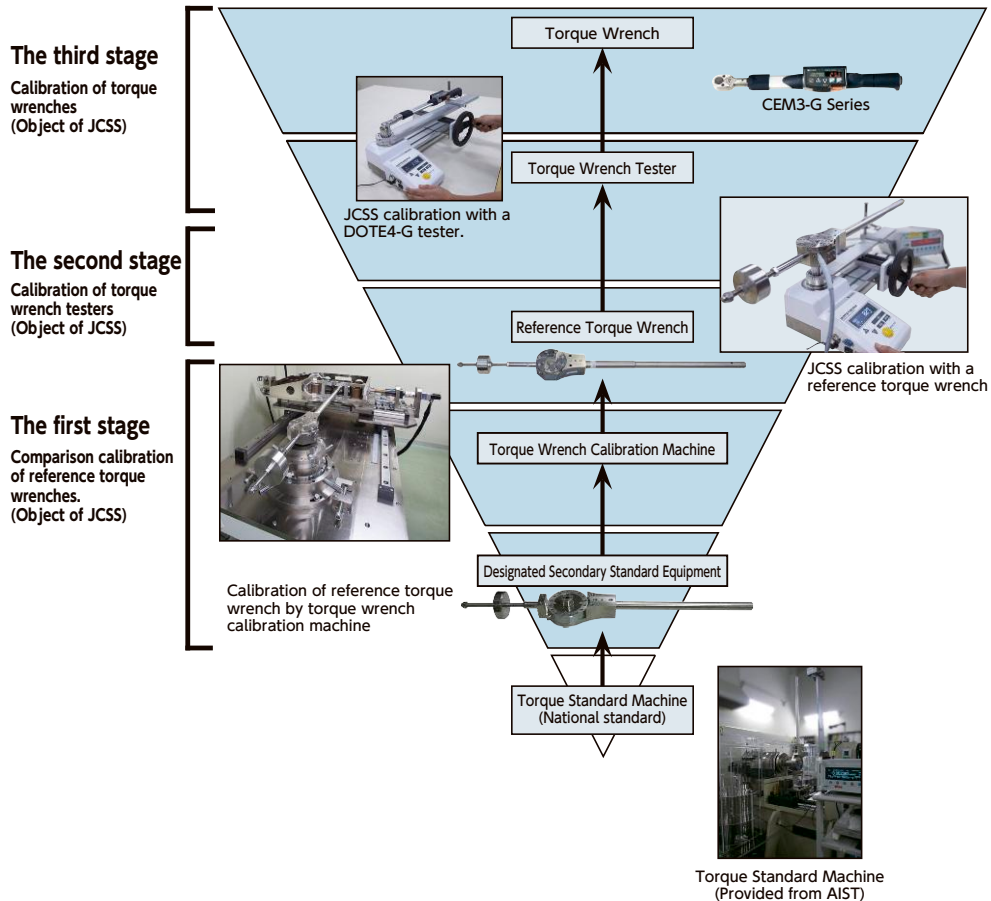 The third stage
Calibration of torque
wrenches
(Object of JCSS)
Torque Wrench
CEM3-G Series
JCSS calibration with a
DOTE4-G tester.
Torque Wrench Tester
The second stage
Calibration of torque
wrench testers
(Object of JCSS)
Reference Torque Wrench
JCSS calibration with a
reference torque wrench
The first stage
Comparison calibration
of reference torque
wrenches.
(Object of JCSS)
Torque Wrench Calibration Machine
Designated Secondary Standard Equipment
Calibration of reference torque
wrench by torque wrench
calibration machine
Torque Standard Machine
(National standard)
Torque Standard Machine
(Provided from AIST)